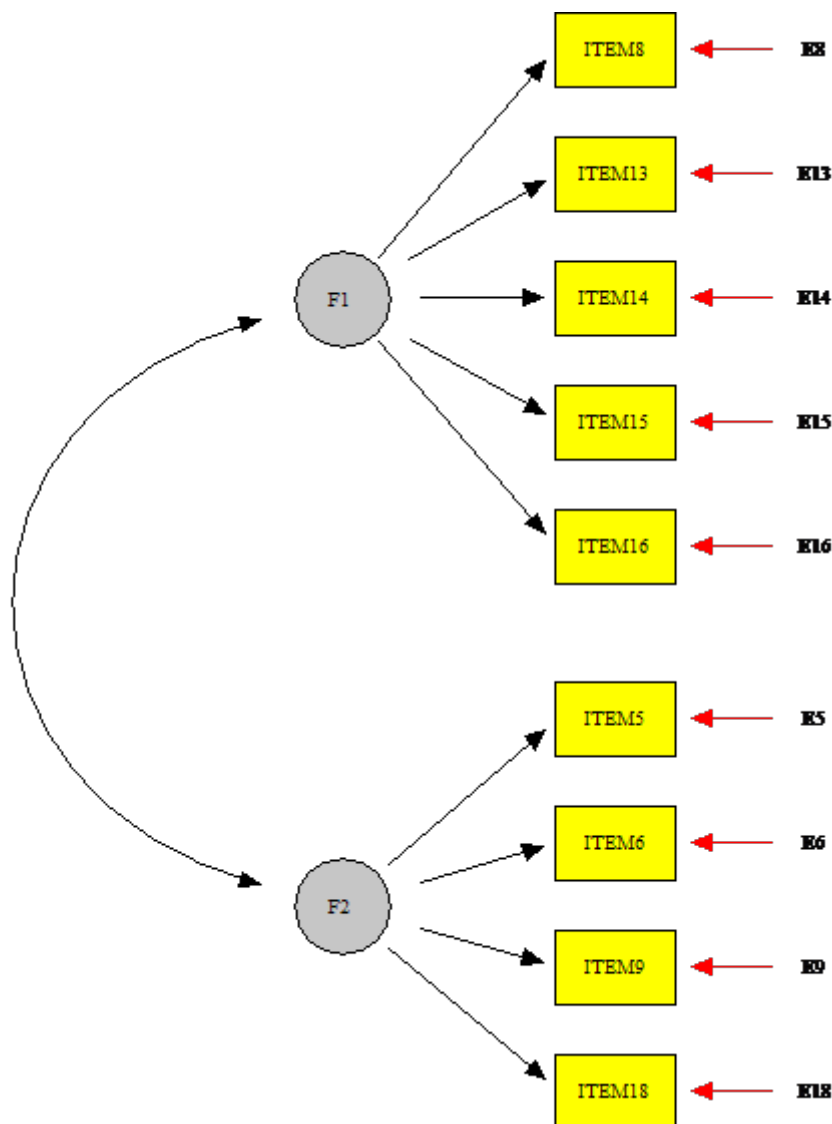 ITEM8 E8
ITEM13 E13
F1 ITEM14 E14
ITEM15 E15
ITEM16 E16
ITEM5 E5
ITEM6 E6
F2
ITEM9 E9
ITEM18 E18